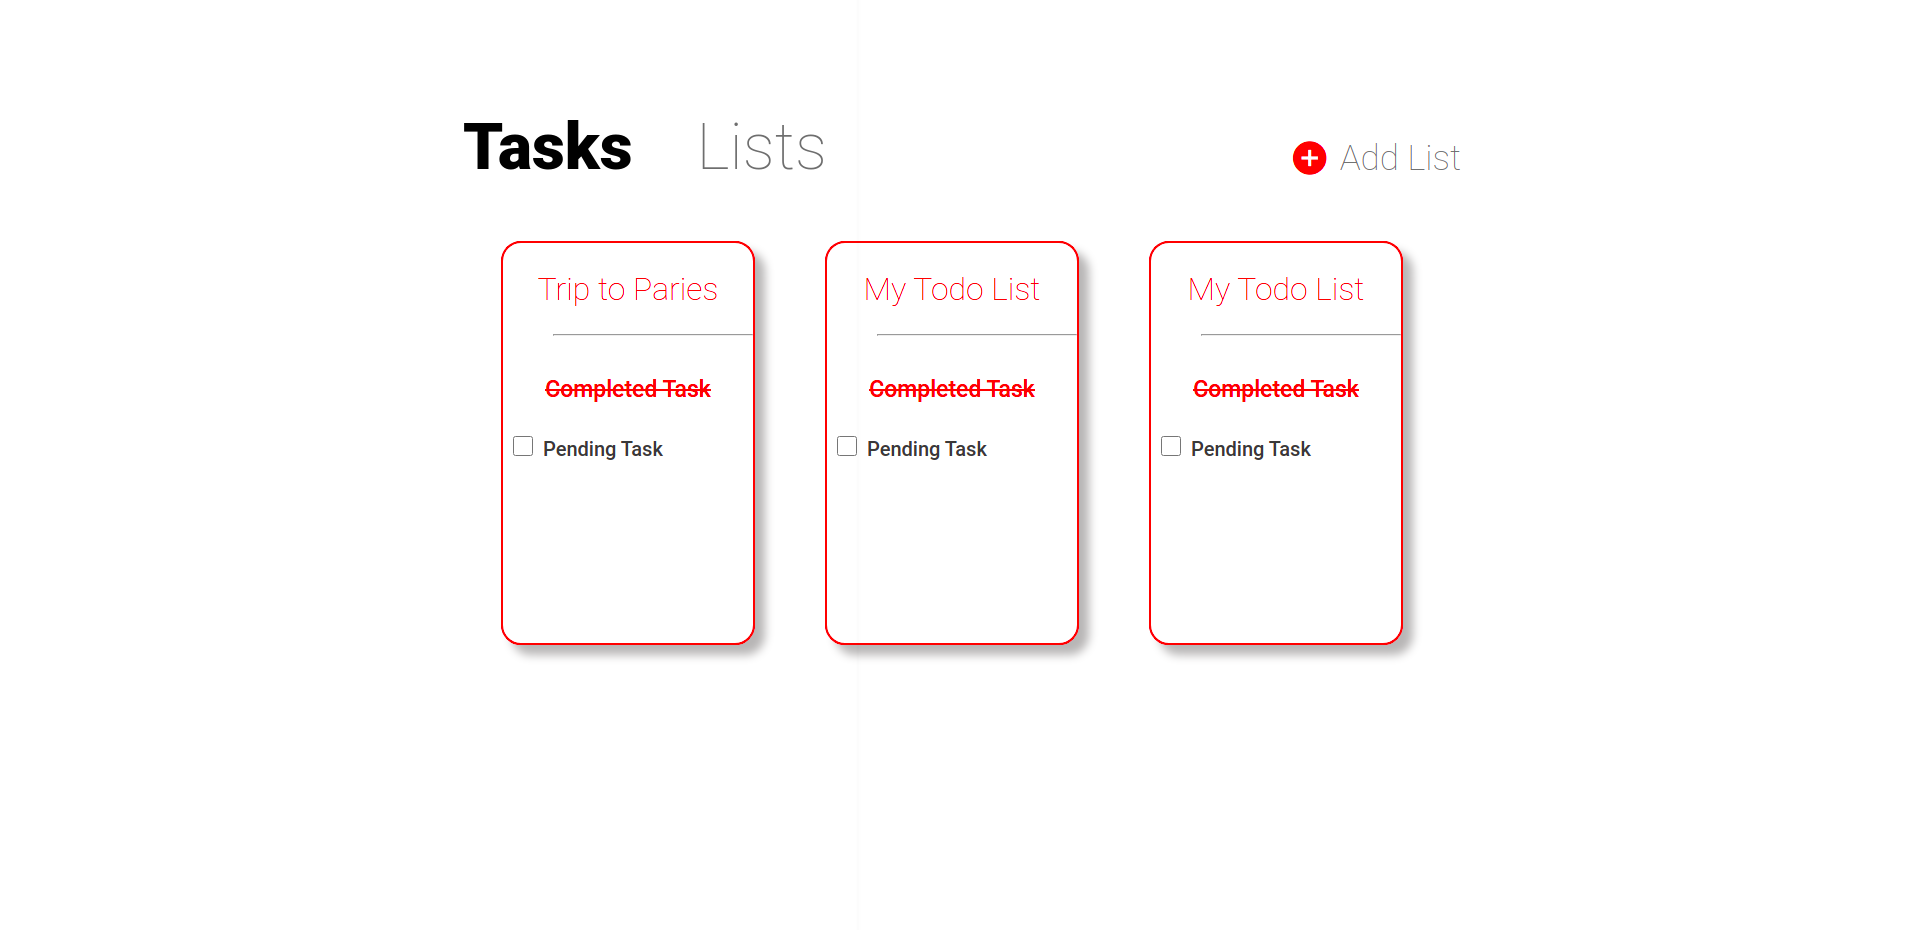 Tasks Lists
Add List
Trip to Paries
Completed Task
Pending Task
My Todo List
Completed Task
Pending Task
My Todo List
Completed Task
Pending Task